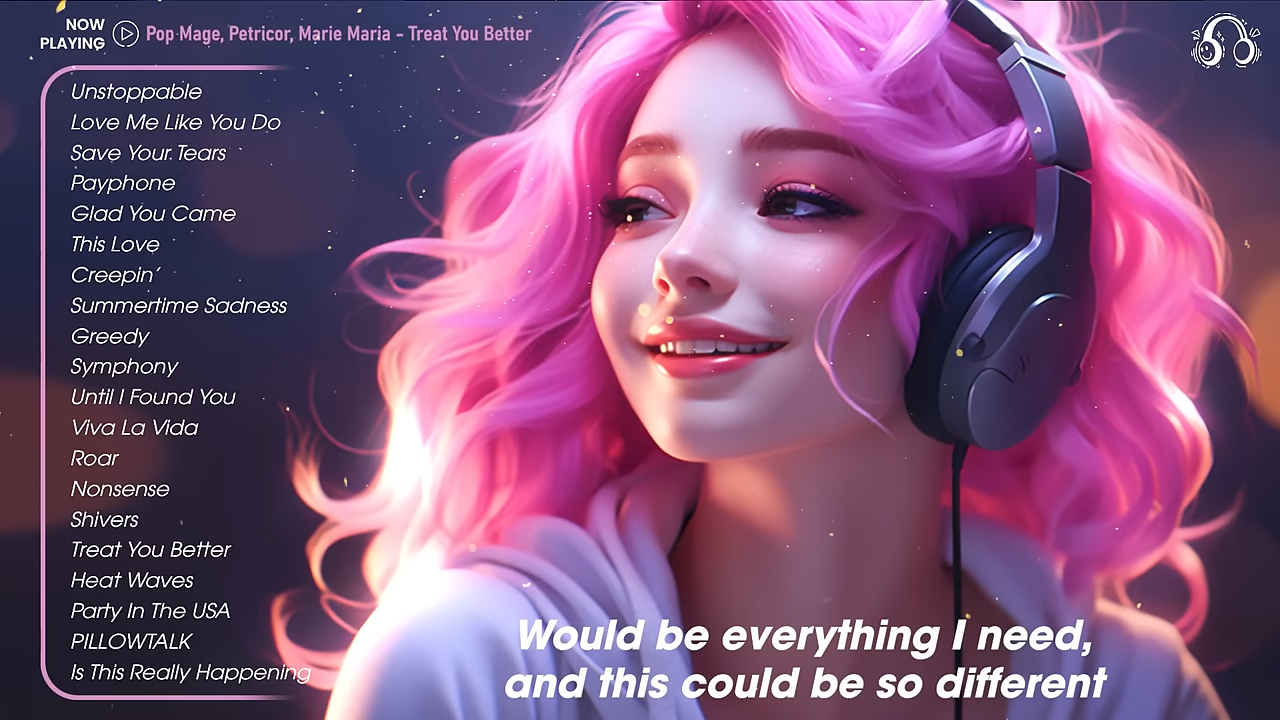 NOW
PLAYING
Pop Mage, Petricor, Marie Maria - Treat You Better
Unstoppable
Love Me Like You Do
Save Your Tears
Payphone
Glad You Came
This Love
Creepin'
Summertime Sadness
Greedy
Symphony
Until I Found You
Viva La Vida
Roar
Nonsense
Shivers
Treat You Better
Heat Waves
Party In The USA
PILLOWTALK
Is This Really Happening
Would be everything I need,
and this could be so different